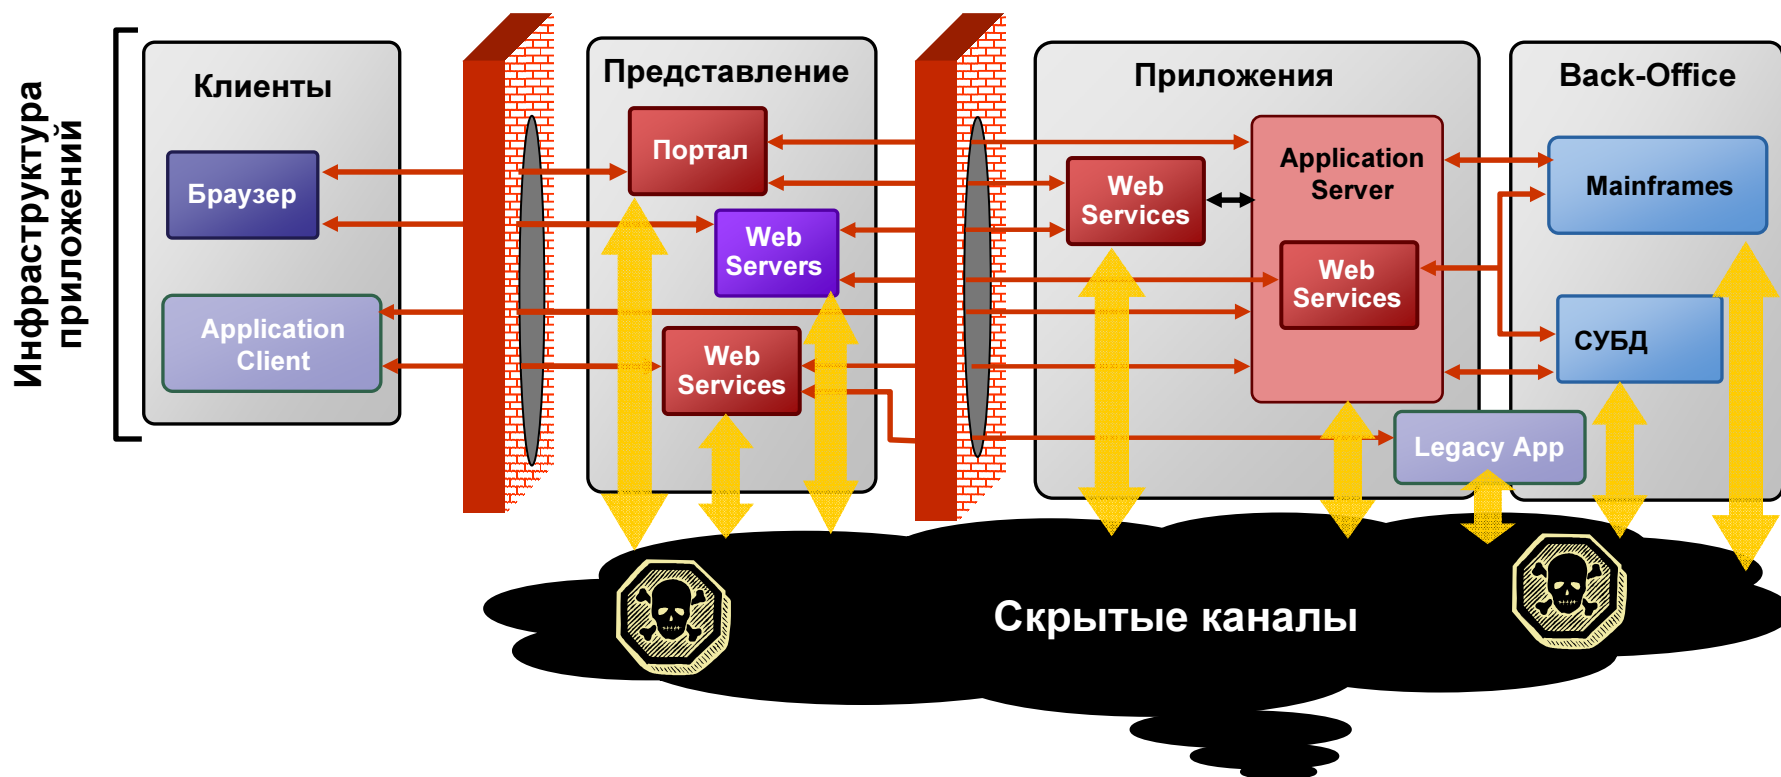 Инфраструктура
приложений
Клиенты
Браузер
Application
Client
Представление
Портал
Web
Servers
Web
Services
Приложения
Web
Services
Application
Server
Web
Services
Legacy App
Back-Office
Mainframes
СУБД
Скрытые каналы